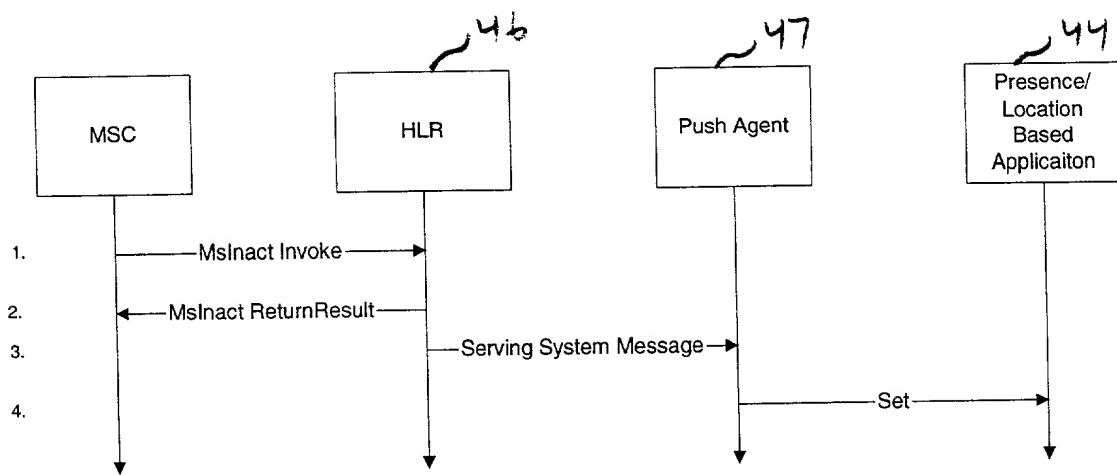 46
47
44
MSC
HLR
Push Agent
Presence/
Location
Based
Applicaiton
1.
MsInact Invoke
2.
MsInact ReturnResult
3.
Serving System Message
4.
Set